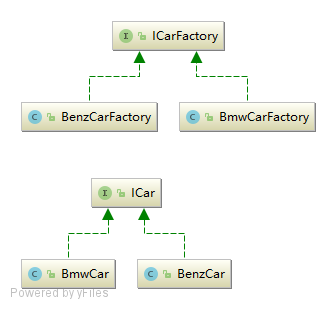 I ICarFactory
C BenzCarFactory
C BmwCarFactory
I ICar
C BmwCar
C BenzCar
Powered by yFiles